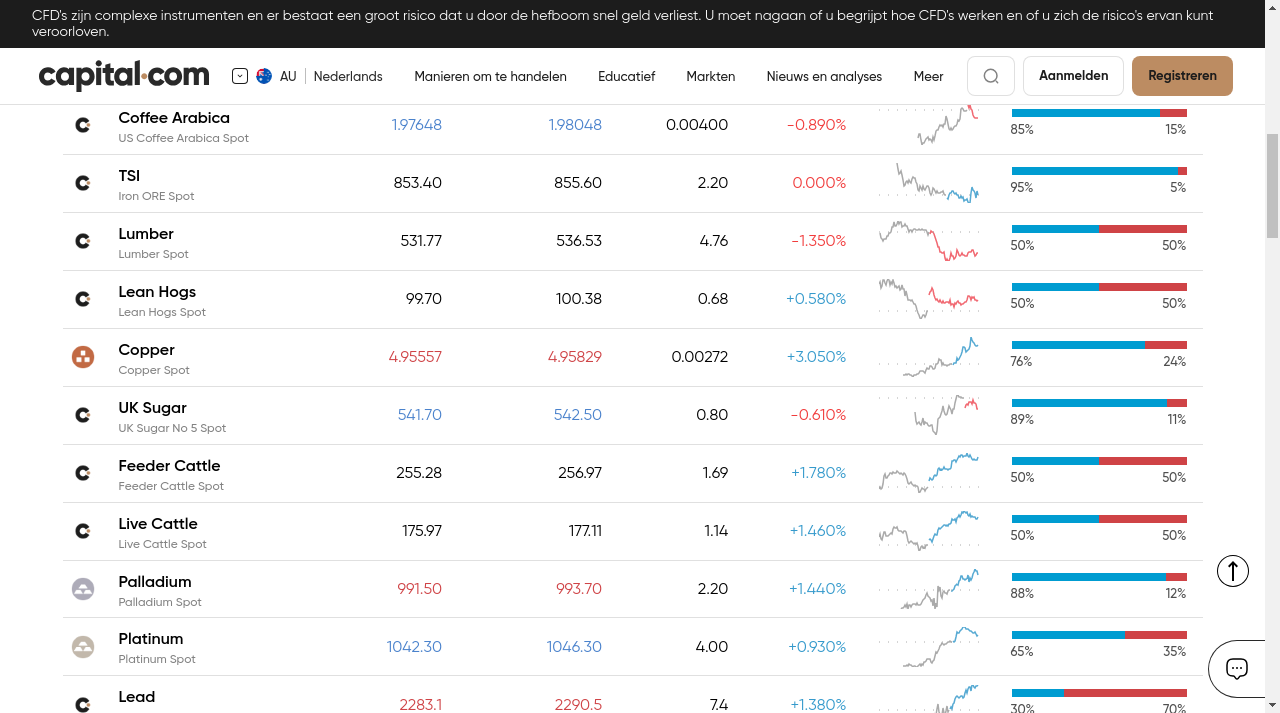 CFD's zijn complexe instrumenten en er bestaat een groot risico dat u door de hefboom snel geld verliest. U moet nagaan of u begrijpt hoe CFD's werken en of u zich de risico's ervan kunt
veroorloven.
capital.com AU Nederlands Manieren om te handelen Educatief Markten Nieuws en analyses Meer Aanmelden Registreren
Coffee Arabica 1.97648 1.98048 0.00400 -0.890%
US Coffee Arabica Spot 85% 15%
TSI 853.40 855.60 2.20 0.000%
Iron ORE Spot 95% 5%
Lumber 531.77 536.53 4.76 -1.350%
Lumber Spot 50% 50%
Lean Hogs 99.70 100.38 0.68 +0.580%
Lean Hogs Spot 50% 50%
Copper 4.95557 4.95829 0.00272 +3.050%
Copper Spot 76% 24%
UK Sugar 541.70 542.50 0.80 -0.610%
UK Sugar No 5 Spot 89% 11%
Feeder Cattle 255.28 256.97 1.69 +1.780%
Feeder Cattle Spot 50% 50%
Live Cattle 175.97 177.11 1.14 +1.460%
Live Cattle Spot 50% 50%
Palladium 991.50 993.70 2.20 +1.440%
Palladium Spot 88% 12%
Platinum 1042.30 1046.30 4.00 +0.930%
Platinum Spot 65% 35%
Lead 2283.1 2290.5 7.4 +1.380%
30% 70%